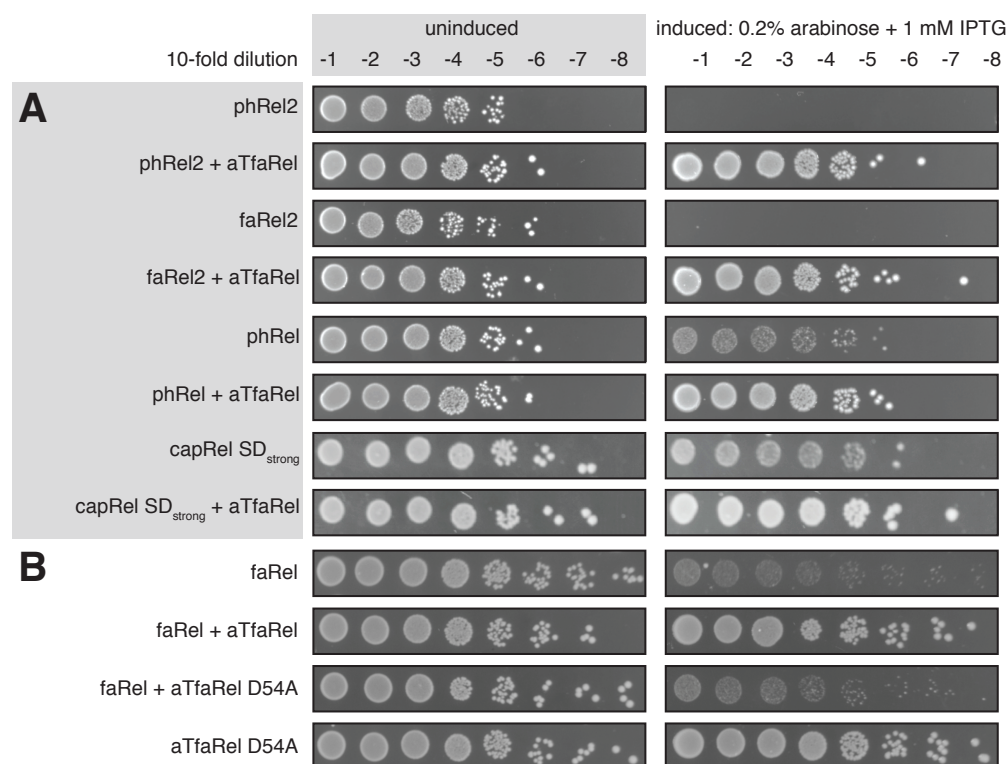 uninduced
induced: 0.2% arabinose + 1 mM IPTG
10-fold dilution -1 -2 -3 -4 -5 -6 -7 -8 -1 -2 -3 -4 -5 -6 -7 -8
A
phRel2
phRel2 + aTfaRel
faRel2
faRel2 + aTfaRel
phRel
phRel + aTfaRel
capRel SDstrong
capRel SDstrong + aTfaRel
B
faRel
faRel + aTfaRel
faRel + aTfaRel D54A
aTfaRel D54A